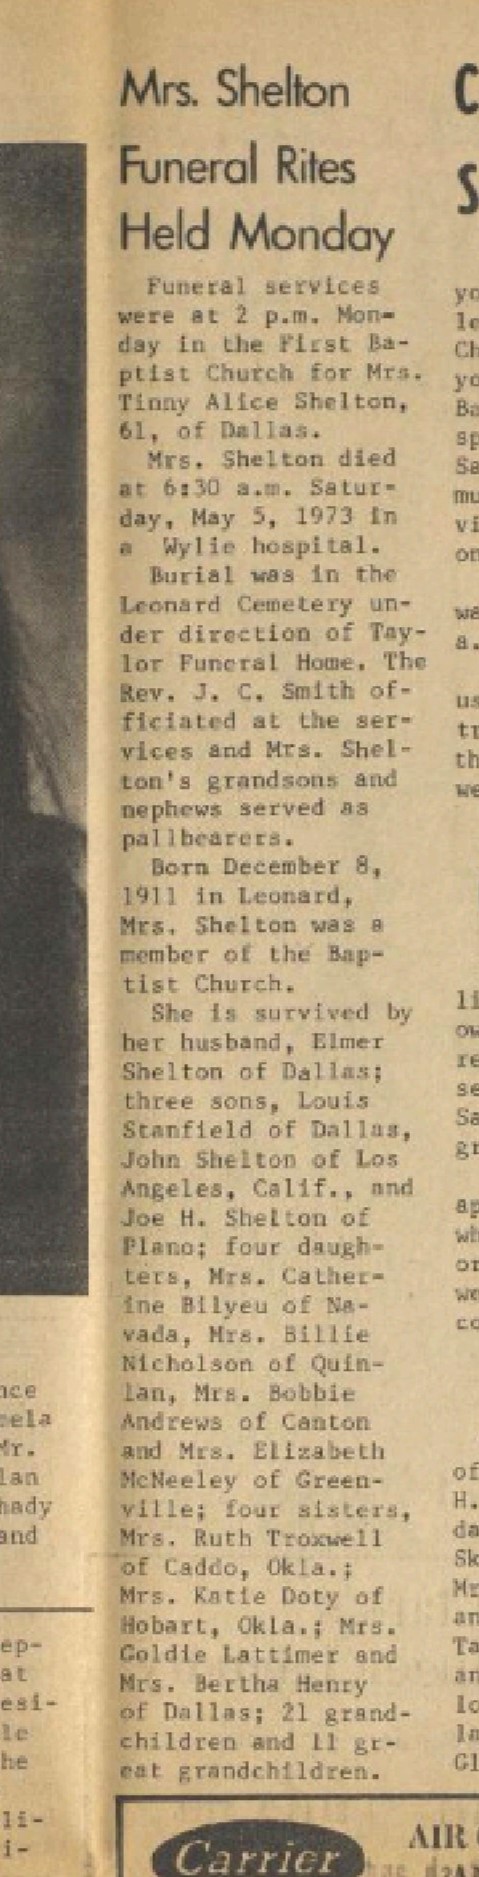 Mrs. Shelton
Funeral Rites
Held Monday
Funeral services
were at 2 p.m. Mon-
day in the First Ba-
ptist Church for Mrs.
Tinny Alice Shelton,
61, of Dallas.
Mrs. Shelton died
at 6:30 a.m. Satur-
day, May 5, 1973 in
a Wylie hospital.
Burial was in the
Leonard Cemetery un-
der direction of Tay-
lor Funeral Home. The
Rev. J. C. Smith of-
ficiated at the ser-
vices and Mrs. Shel-
ton's grandsons and
nephews served as
pallbearers.
Born December 8,
1911 in Leonard,
Mrs. Shelton was a
member of the Bap-
tist Church.
She is survived by
her husband, Elmer
Shelton of Dallas;
three sons, Louis
Stanfield of Dallas,
John Shelton of Los
Angeles, Calif., and
Joe H. Shelton of
Plano; four daugh-
ters, Mrs. Cather-
ine Bilyeu of Ne-
vada, Mrs. Billie
Nicholson of Quin-
lan, Mrs. Bobbie
Andrews of Canton
and Mrs. Elizabeth
McNeeley of Green-
ville; four sisters,
Mrs. Ruth Troxwell
of Caddo, Okla.;
Mrs. Katie Doty of
Hobart, Okla.; Mrs.
Goldie Lattimer and
Mrs. Bertha Henry
of Dallas; 21 grand-
children and 11 gr-
eat grandchildren.
Carrier
AIR